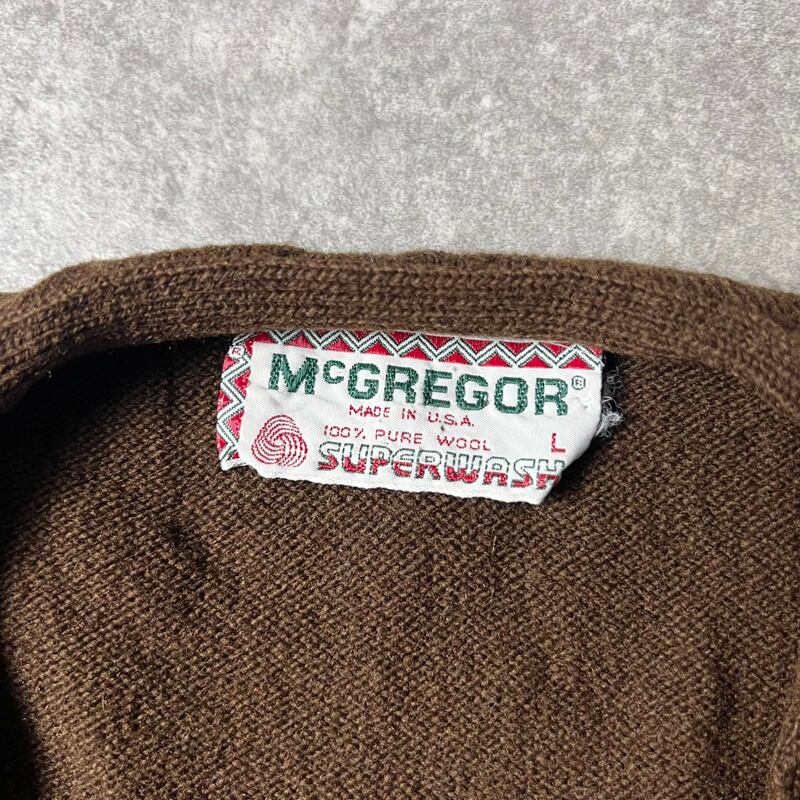 McGREGOR®
MADE IN U.S.A.
100% PURE WOOL
L
SUPERWASH